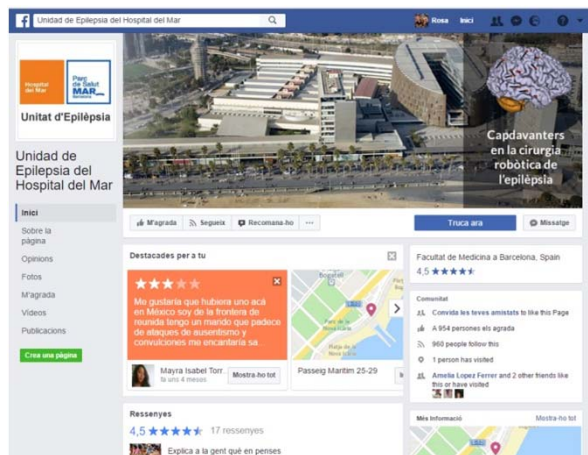 Unidad de Epilepsia del Hospital del Mar
Rosa
Inici
Hospital
del Mar
Parc
de Salut
MAR
Barcelona
Unitat d'Epilèpsia
Capdavanters
en la cirurgia
robòtica de
l'epilèpsia
Unidad de
Epilepsia del
Hospital del Mar
Inici
Sobre la
pàgina
Opinions
Fotos
M'agrada
Vídeos
Publicacions
Crea una pàgina
M'agrada
Segueix
Recomana-ho
Truca ara
Missatge
Destacades per a tu
Me gustaria que hubiera uno acá
en México soy de la frontera de
reunida tengo un marido que padece
de ataques de ausentismo y
convulciones me encantaría sa
Mayra Isabel Torr
fa uns 4 mesos
Mostra-ho tot
Passeig Marítim 25-29
Ressenyes
4,5
17 ressenyes
Explica a la gent què en penses
Facultat de Medicina a Barcelona, Spain
4,5
Comunitat
Convida les teves amistats to like this Page
A 954 persones els agrada
960 people follow this
1 person has visited
Amelia Lopez Ferrer and 2 other friends like
this or have visited
Més Informació
Mostra-ho tot